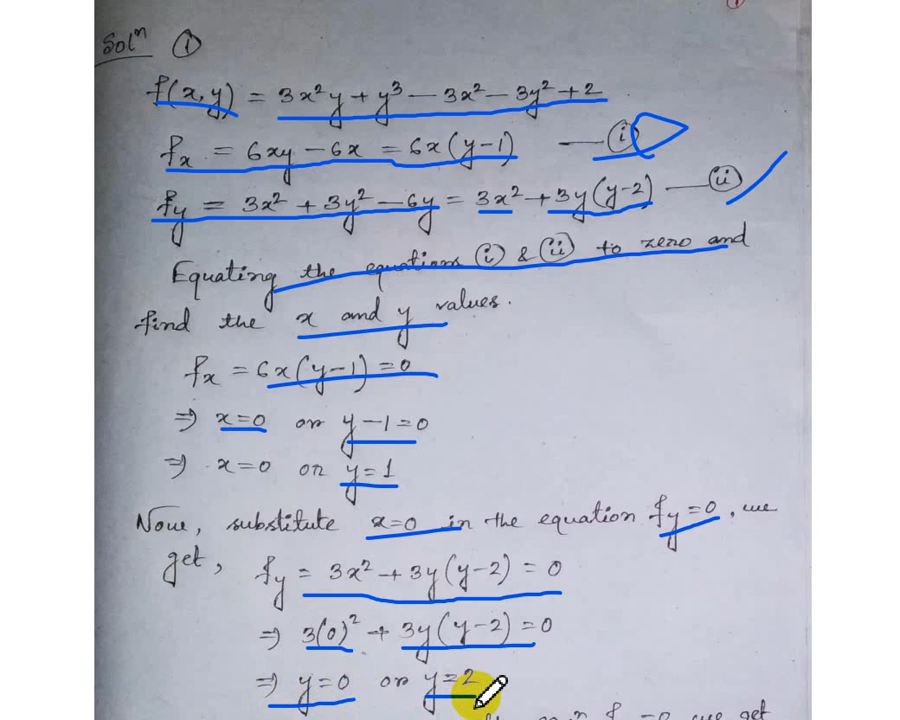 Solⁿ ①
f(x,y) = 3x²y + y³ − 3x² − 3y² + 2
fx = 6xy − 6x = 6x(y−1) — ⓘ
fy = 3x² + 3y² − 6y = 3x² + 3y(y−2) — ⓘⓘ
Equating the equations ⓘ & ⓘⓘ to zero and
find the x and y values.
fx = 6x(y−1) = 0
⇒ x=0 or y−1=0
⇒ x=0 or y=1
Now, substitute x=0 in the equation fy=0, we
get, fy = 3x² + 3y(y−2) = 0
⇒ 3(0)² + 3y(y−2) = 0
⇒ y=0 or y=2
=0, we get